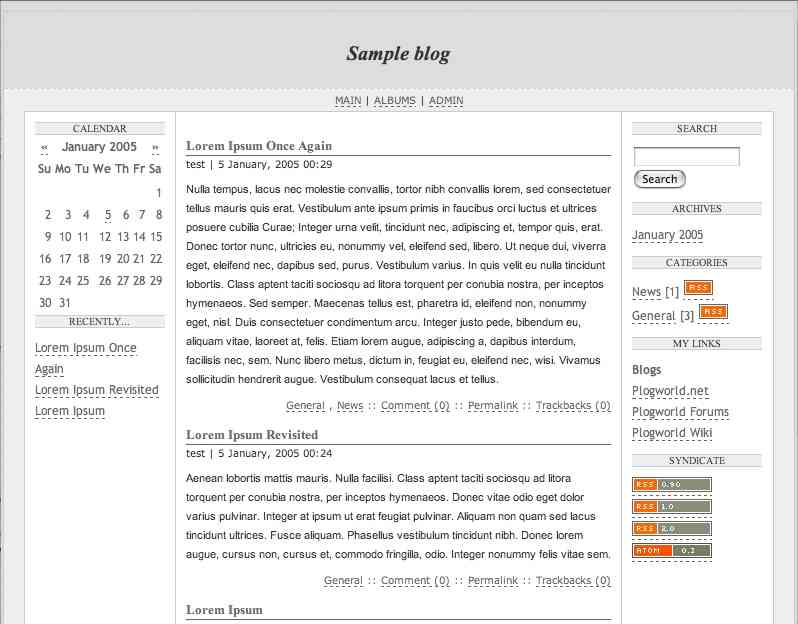 Sample blog
MAIN | ALBUMS | ADMIN
CALENDAR
« January 2005 »
Su Mo Tu We Th Fr Sa
1
2 3 4 5 6 7 8
9 10 11 12 13 14 15
16 17 18 19 20 21 22
23 24 25 26 27 28 29
30 31
RECENTLY...
Lorem Ipsum Once
Again
Lorem Ipsum Revisited
Lorem Ipsum
Lorem Ipsum Once Again
test | 5 January, 2005 00:29
Nulla tempus, lacus nec molestie convallis, tortor nibh convallis lorem, sed consectetuer
tellus mauris quis erat. Vestibulum ante ipsum primis in faucibus orci luctus et ultrices
posuere cubilia Curae; Integer urna velit, tincidunt nec, adipiscing et, tempor quis, erat.
Donec tortor nunc, ultricies eu, nonummy vel, eleifend sed, libero. Ut neque dui, viverra
eget, eleifend nec, dapibus sed, purus. Vestibulum varius. In quis velit eu nulla tincidunt
lobortis. Class aptent taciti sociosqu ad litora torquent per conubia nostra, per inceptos
hymenaeos. Sed semper. Maecenas tellus est, pharetra id, eleifend non, nonummy
eget, nisl. Duis consectetuer condimentum arcu. Integer justo pede, bibendum eu,
aliquam vitae, laoreet at, felis. Etiam lorem augue, adipiscing a, dapibus interdum,
facilisis nec, sem. Nunc libero metus, dictum in, feugiat eu, eleifend nec, wisi. Vivamus
sollicitudin hendrerit augue. Vestibulum consequat lacus et tellus.
General , News :: Comment (0) :: Permalink :: Trackbacks (0)
Lorem Ipsum Revisited
test | 5 January, 2005 00:24
Aenean lobortis mattis mauris. Nulla facilisi. Class aptent taciti sociosqu ad litora
torquent per conubia nostra, per inceptos hymenaeos. Donec vitae odio eget dolor
varius pulvinar. Integer at ipsum ut erat feugiat pulvinar. Aliquam non quam sed lacus
tincidunt ultrices. Fusce aliquam. Phasellus vestibulum tincidunt nibh. Donec lorem
augue, cursus non, cursus et, commodo fringilla, odio. Integer nonummy felis vitae sem.
General :: Comment (0) :: Permalink :: Trackbacks (0)
Lorem Ipsum
SEARCH
Search
ARCHIVES
January 2005
CATEGORIES
News [1] RSS
General [3] RSS
MY LINKS
Blogs
Plogworld.net
Plogworld Forums
Plogworld Wiki
SYNDICATE
RSS 0.90
RSS 1.0
RSS 2.0
ATOM 0.3